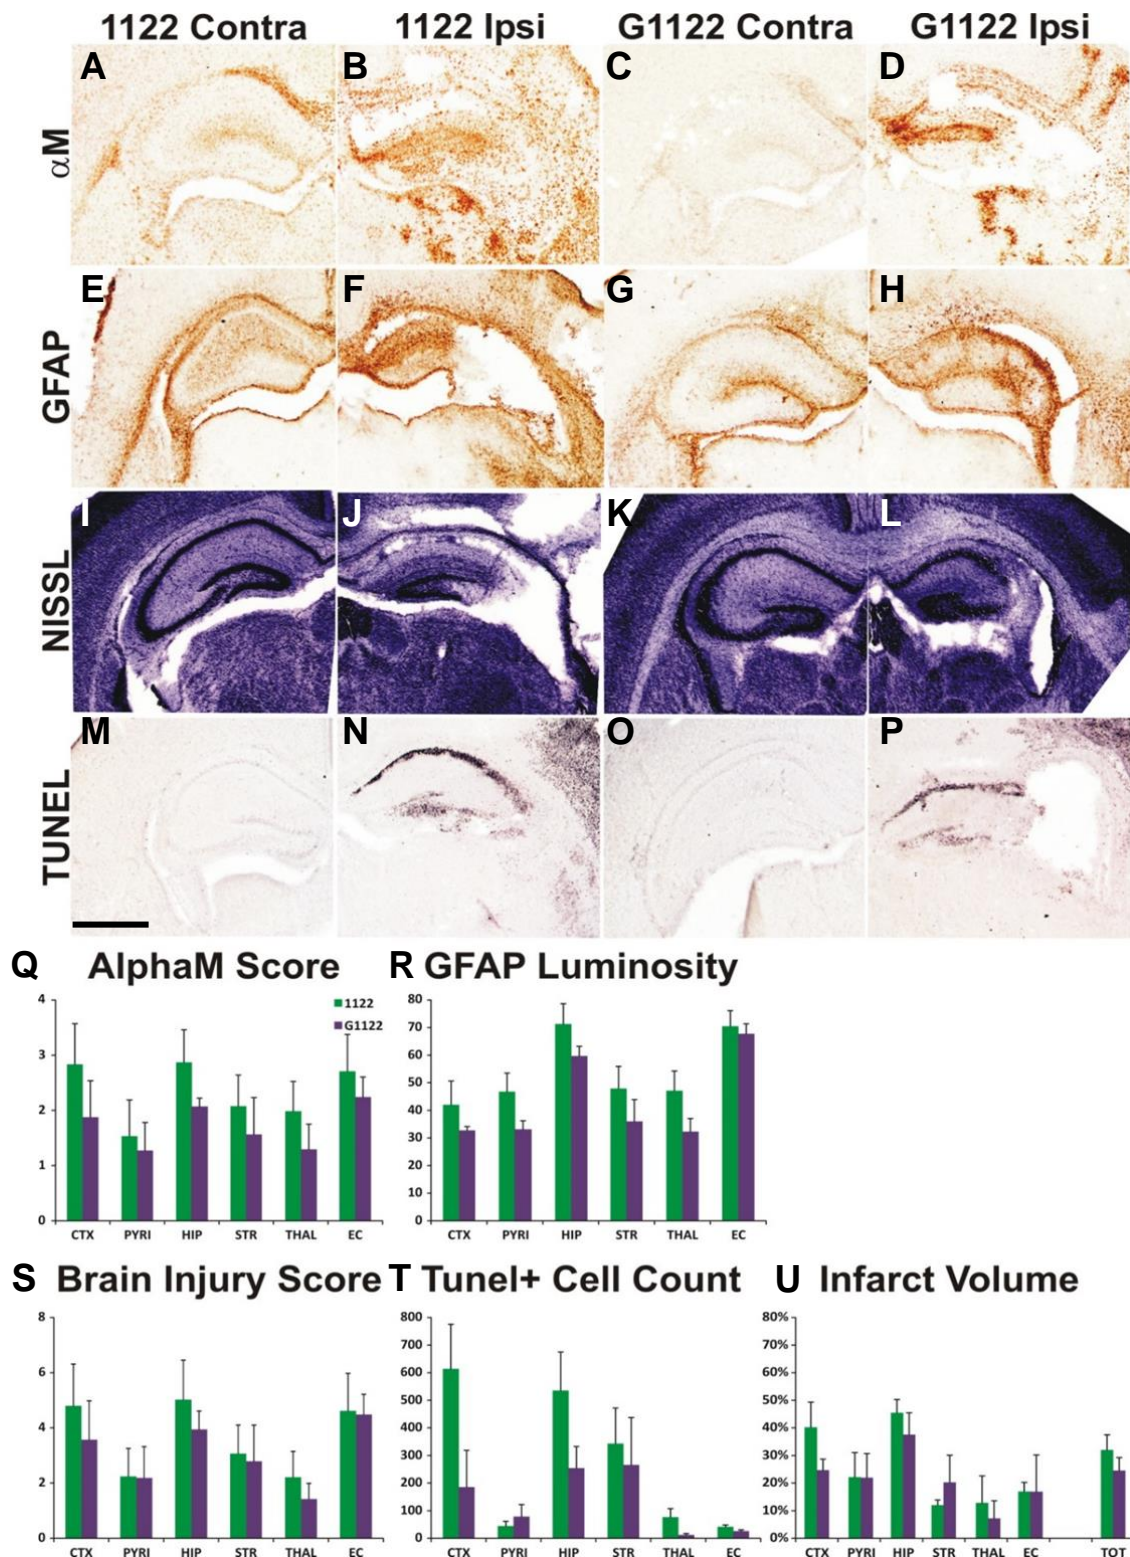 1122 Contra 1122 Ipsi G1122 Contra G1122 Ipsi
A B C D
αM
E F G H
GFAP
I J K L
NISSL
M N O P
TUNEL
Q AlphaM Score R GFAP Luminosity
4
3
2
1
0
1122
G1122
CTX PYRI HIP STR THAL EC
80
70
60
50
40
30
20
10
0
CTX PYRI HIP STR THAL EC
S Brain Injury Score T Tunel+ Cell Count U Infarct Volume
8
6
4
2
0
CTX PYRI HIP STR THAL EC
800
700
600
500
400
300
200
100
0
CTX PYRI HIP STR THAL EC
80%
70%
60%
50%
40%
30%
20%
10%
0%
CTX PYRI HIP STR THAL EC TOT